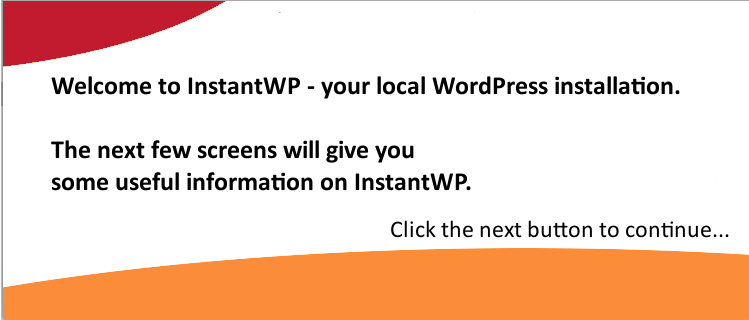 Welcome to InstantWP - your local WordPress installation.
The next few screens will give you
some useful information on InstantWP.
Click the next button to continue...